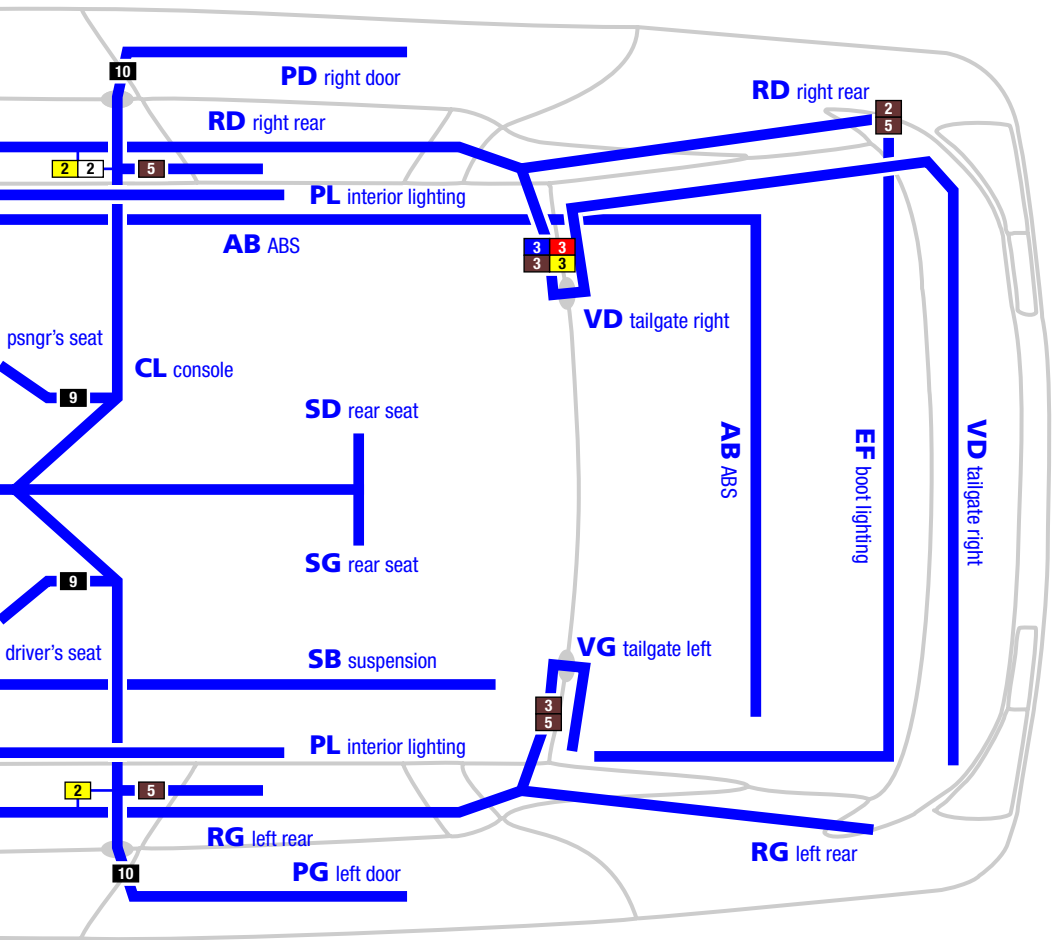 10
PD right door
RD right rear
2
5
RD right rear
2 2 5
PL interior lighting
AB ABS
3 3
3 3
VD tailgate right
psngr's seat
CL console
9
SD rear seat
AB ABS
EF boot lighting
VD tailgate right
SG rear seat
9
driver's seat
SB suspension
VG tailgate left
3
5
PL interior lighting
2 5
RG left rear
RG left rear
10
PG left door